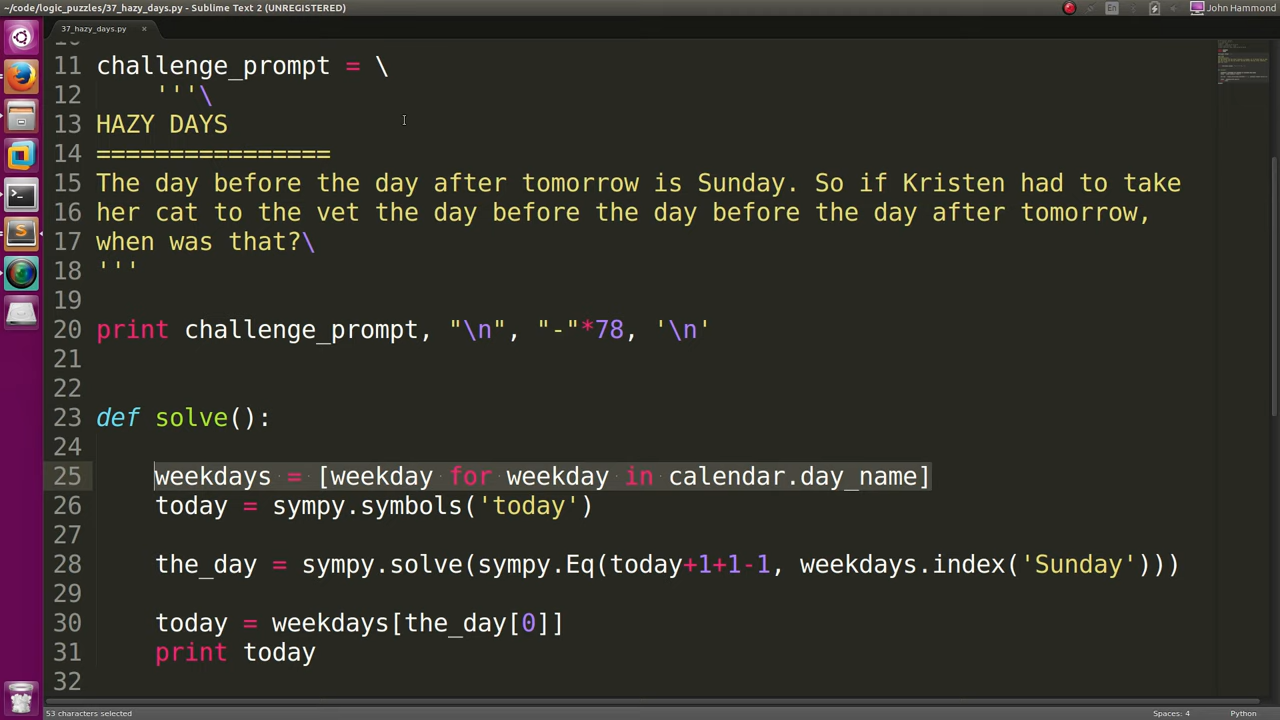 ~/code/logic_puzzles/37_hazy_days.py - Sublime Text 2 (UNREGISTERED)
En
John Hammond
37_hazy_days.py ×
11 challenge_prompt = \
12 '''\
13 HAZY DAYS
14 ================
15 The day before the day after tomorrow is Sunday. So if Kristen had to take
16 her cat to the vet the day before the day before the day after tomorrow,
17 when was that?\
18 '''
19
20 print challenge_prompt, "\n", "-"*78, '\n'
21
22
23 def solve():
24
25 weekdays = [weekday for weekday in calendar.day_name]
26 today = sympy.symbols('today')
27
28 the_day = sympy.solve(sympy.Eq(today+1+1-1, weekdays.index('Sunday')))
29
30 today = weekdays[the_day[0]]
31 print today
32
53 characters selected
Spaces: 4
Python